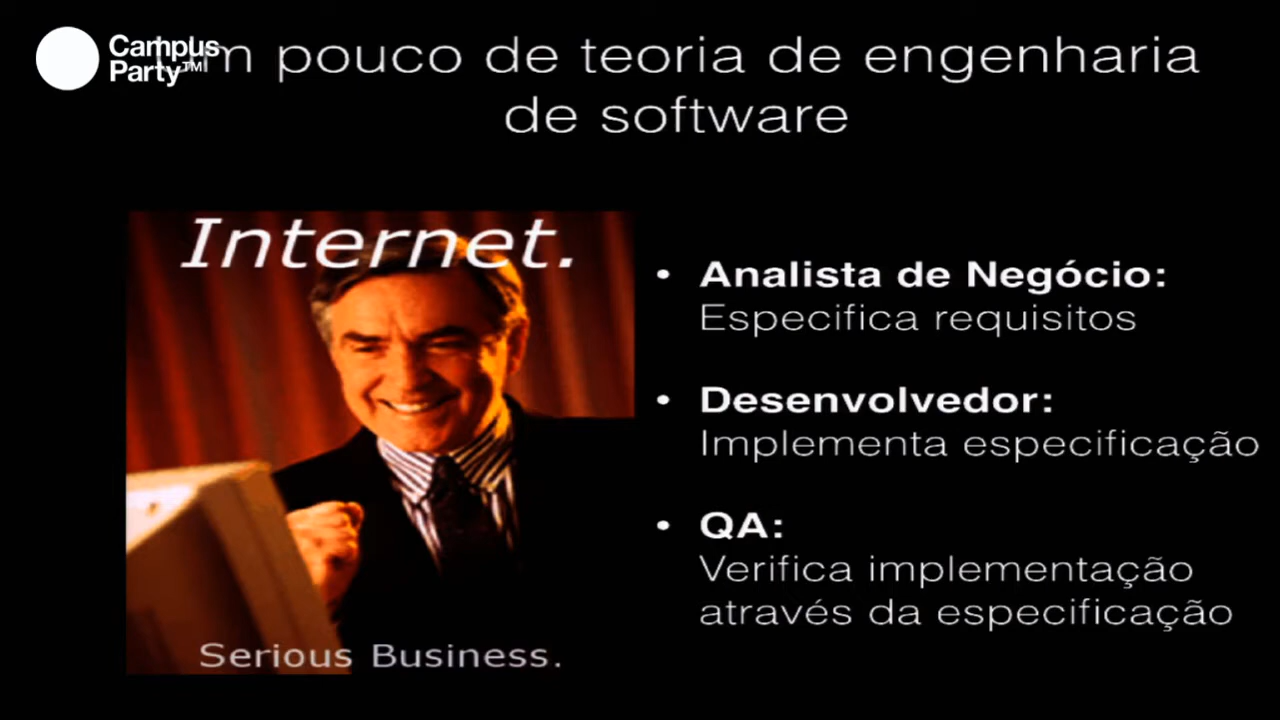 Campus
Party™
Um pouco de teoria de engenharia
de software
Internet.
Serious Business.
• Analista de Negócio:
Especifica requisitos
• Desenvolvedor:
Implementa especificação
• QA:
Verifica implementação
através da especificação